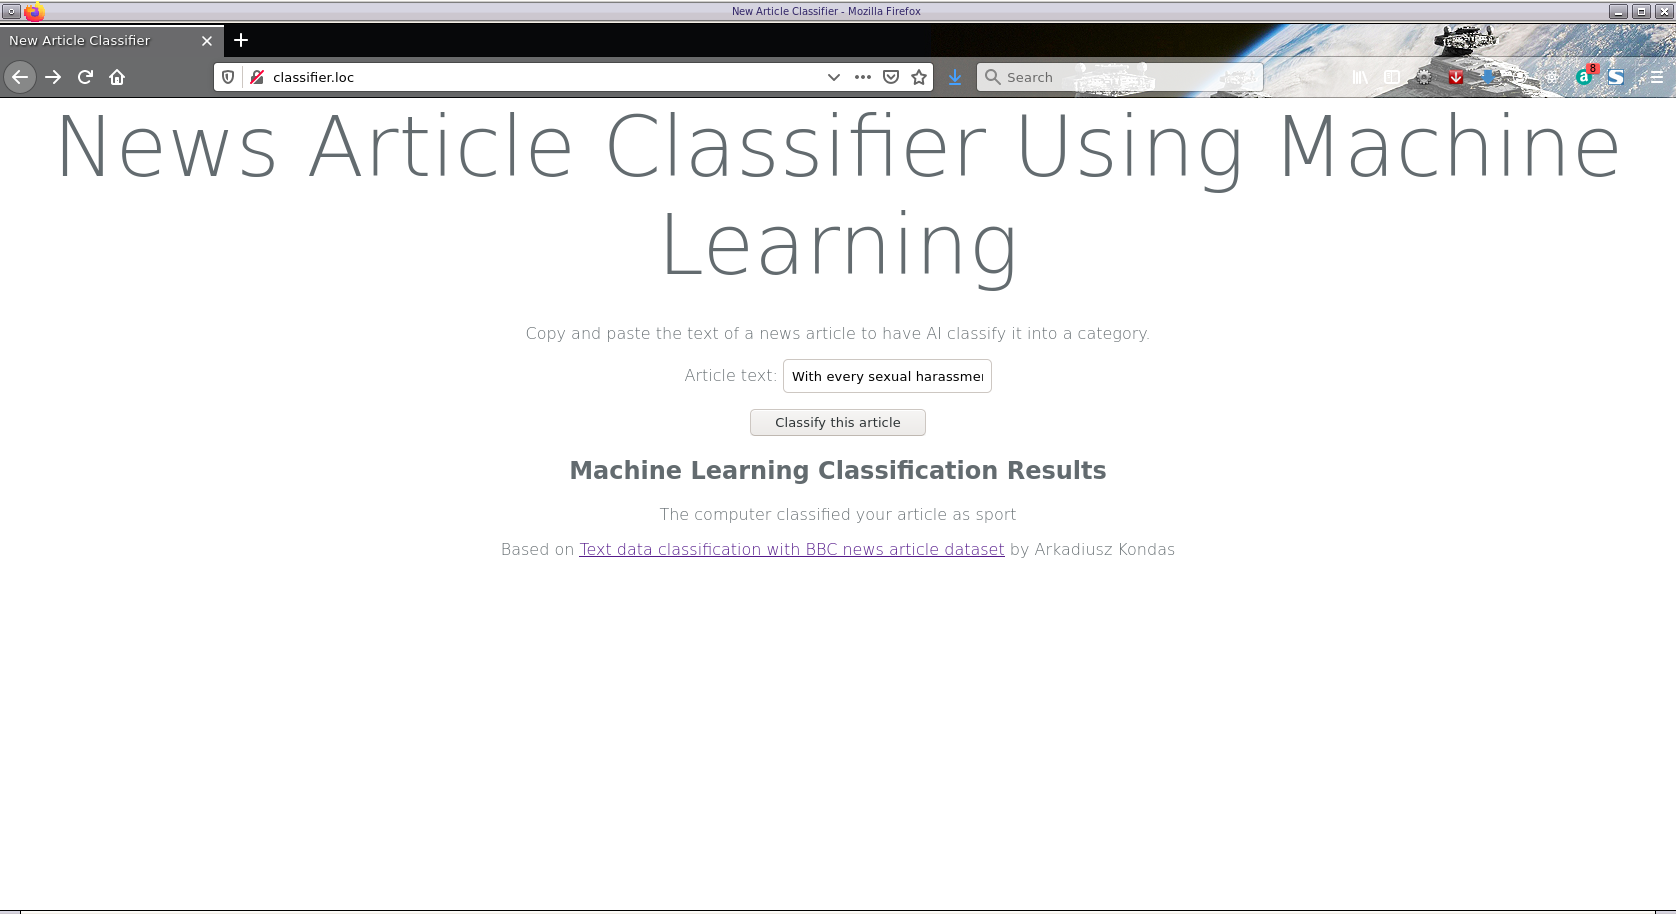 New Article Classifier - Mozilla Firefox
New Article Classifier
classifier.loc
Search
8
a
S
News Article Classifier Using Machine
Learning
Copy and paste the text of a news article to have AI classify it into a category.
Article text: With every sexual harassme
Classify this article
Machine Learning Classification Results
The computer classified your article as sport
Based on Text data classification with BBC news article dataset by Arkadiusz Kondas